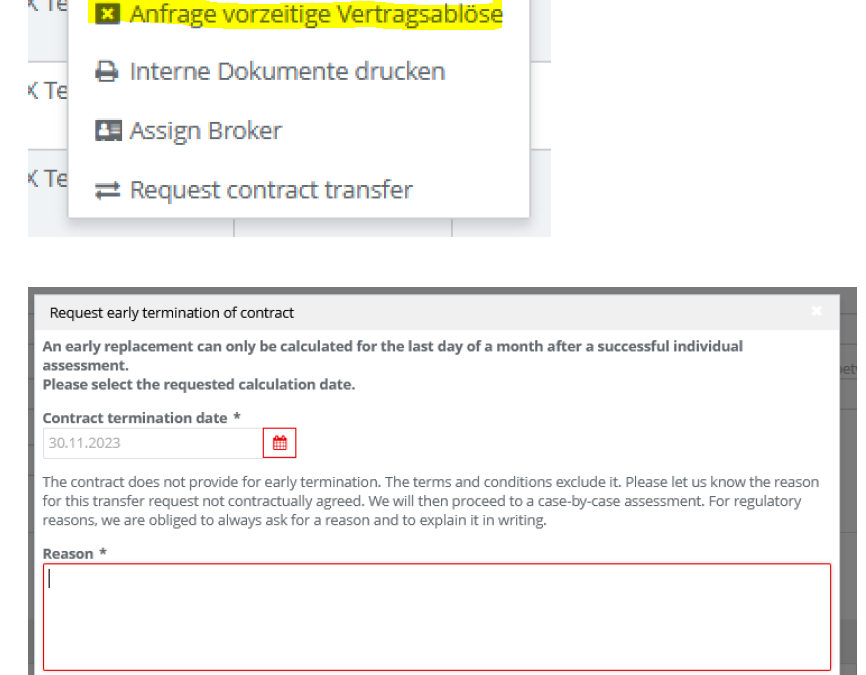 Anfrage vorzeitige Vertragsablöse
Interne Dokumente drucken
Assign Broker
Request contract transfer
Request early termination of contract
An early replacement can only be calculated for the last day of a month after a successful individual
assessment.
Please select the requested calculation date.
Contract termination date *
30.11.2023
The contract does not provide for early termination. The terms and conditions exclude it. Please let us know the reason
for this transfer request not contractually agreed. We will then proceed to a case-by-case assessment. For regulatory
reasons, we are obliged to always ask for a reason and to explain it in writing.
Reason *